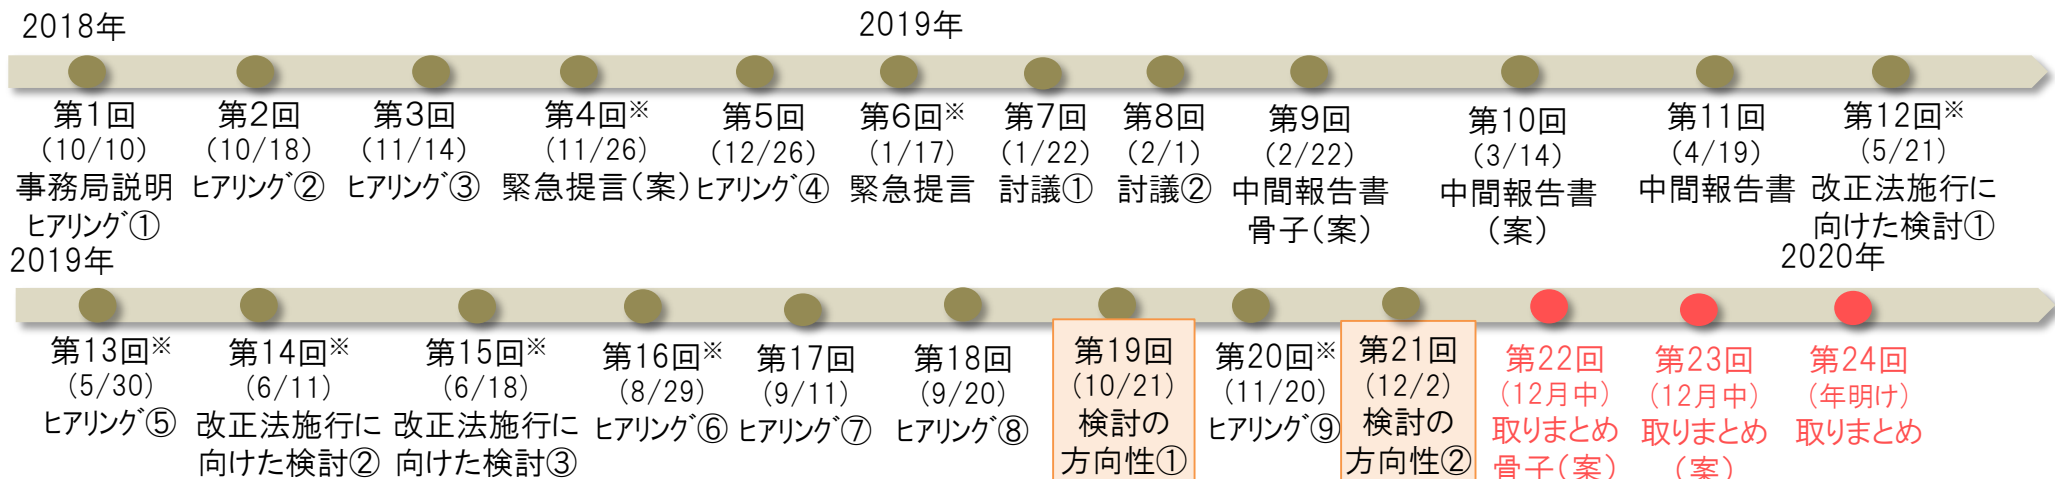 2018年
2019年
第1回
(10/10)
事務局説明
ﾋｱﾘﾝｸﾞ①
第2回
(10/18)
ﾋｱﾘﾝｸﾞ②
第3回
(11/14)
ﾋｱﾘﾝｸﾞ③
第4回※
(11/26)
緊急提言(案)
第5回
(12/26)
ﾋｱﾘﾝｸﾞ④
第6回※
(1/17)
緊急提言
第7回
(1/22)
討議①
第8回
(2/1)
討議②
第9回
(2/22)
中間報告書
骨子(案)
第10回
(3/14)
中間報告書
(案)
第11回
(4/19)
中間報告書
第12回※
(5/21)
改正法施行に
向けた検討①
2019年
2020年
第13回※
(5/30)
ﾋｱﾘﾝｸﾞ⑤
第14回※
(6/11)
改正法施行に
向けた検討②
第15回※
(6/18)
改正法施行に
向けた検討③
第16回※
(8/29)
ﾋｱﾘﾝｸﾞ⑥
第17回
(9/11)
ﾋｱﾘﾝｸﾞ⑦
第18回
(9/20)
ﾋｱﾘﾝｸﾞ⑧
第19回
(10/21)
検討の
方向性①
第20回※
(11/20)
ﾋｱﾘﾝｸﾞ⑨
第21回
(12/2)
検討の
方向性②
第22回
(12月中)
取りまとめ
骨子(案)
第23回
(12月中)
取りまとめ
(案)
第24回
(年明け)
取りまとめ